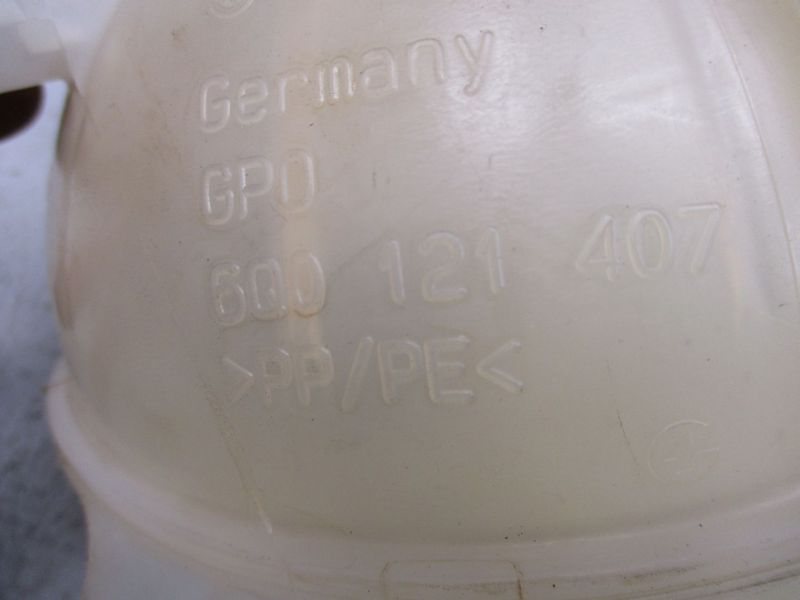 Germany
GPO
6Q0 121 407
>PP/PE<